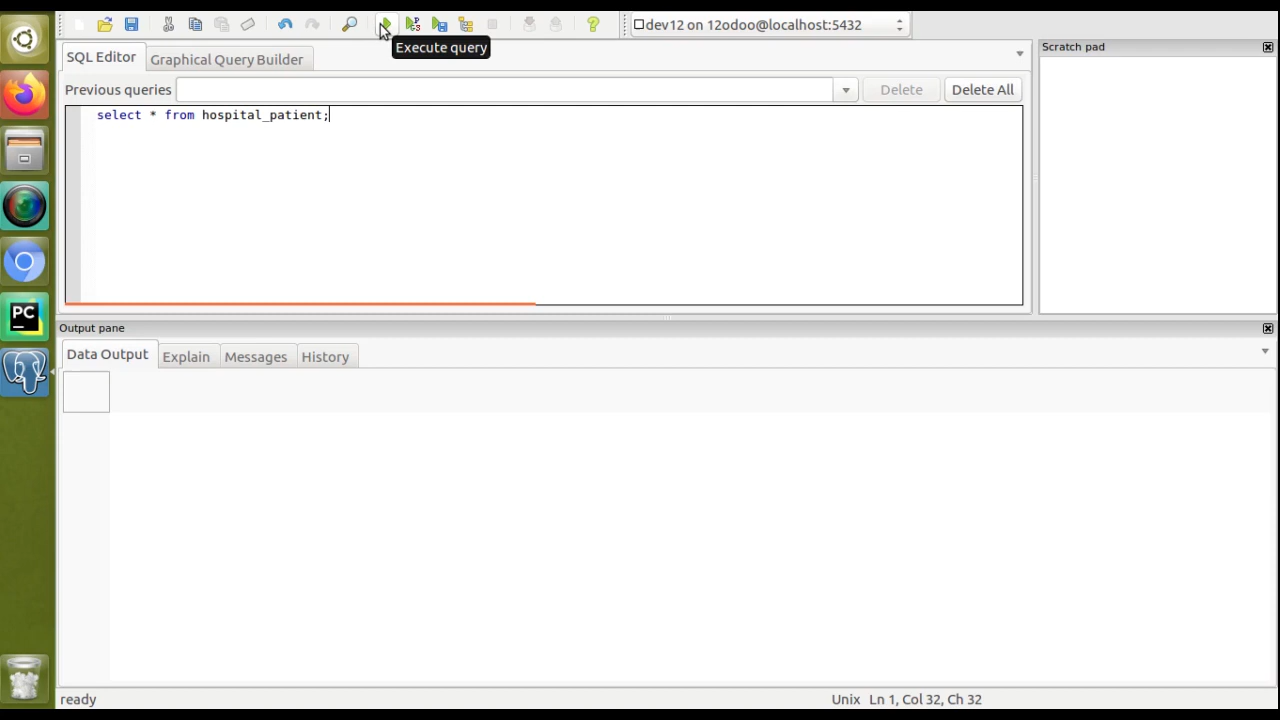 dev12 on 12odoo@localhost:5432
Execute query
SQL Editor
Graphical Query Builder
Scratch pad
Previous queries
Delete
Delete All
select * from hospital_patient;
PC
Output pane
Data Output
Explain
Messages
History
ready
Unix
Ln 1, Col 32, Ch 32